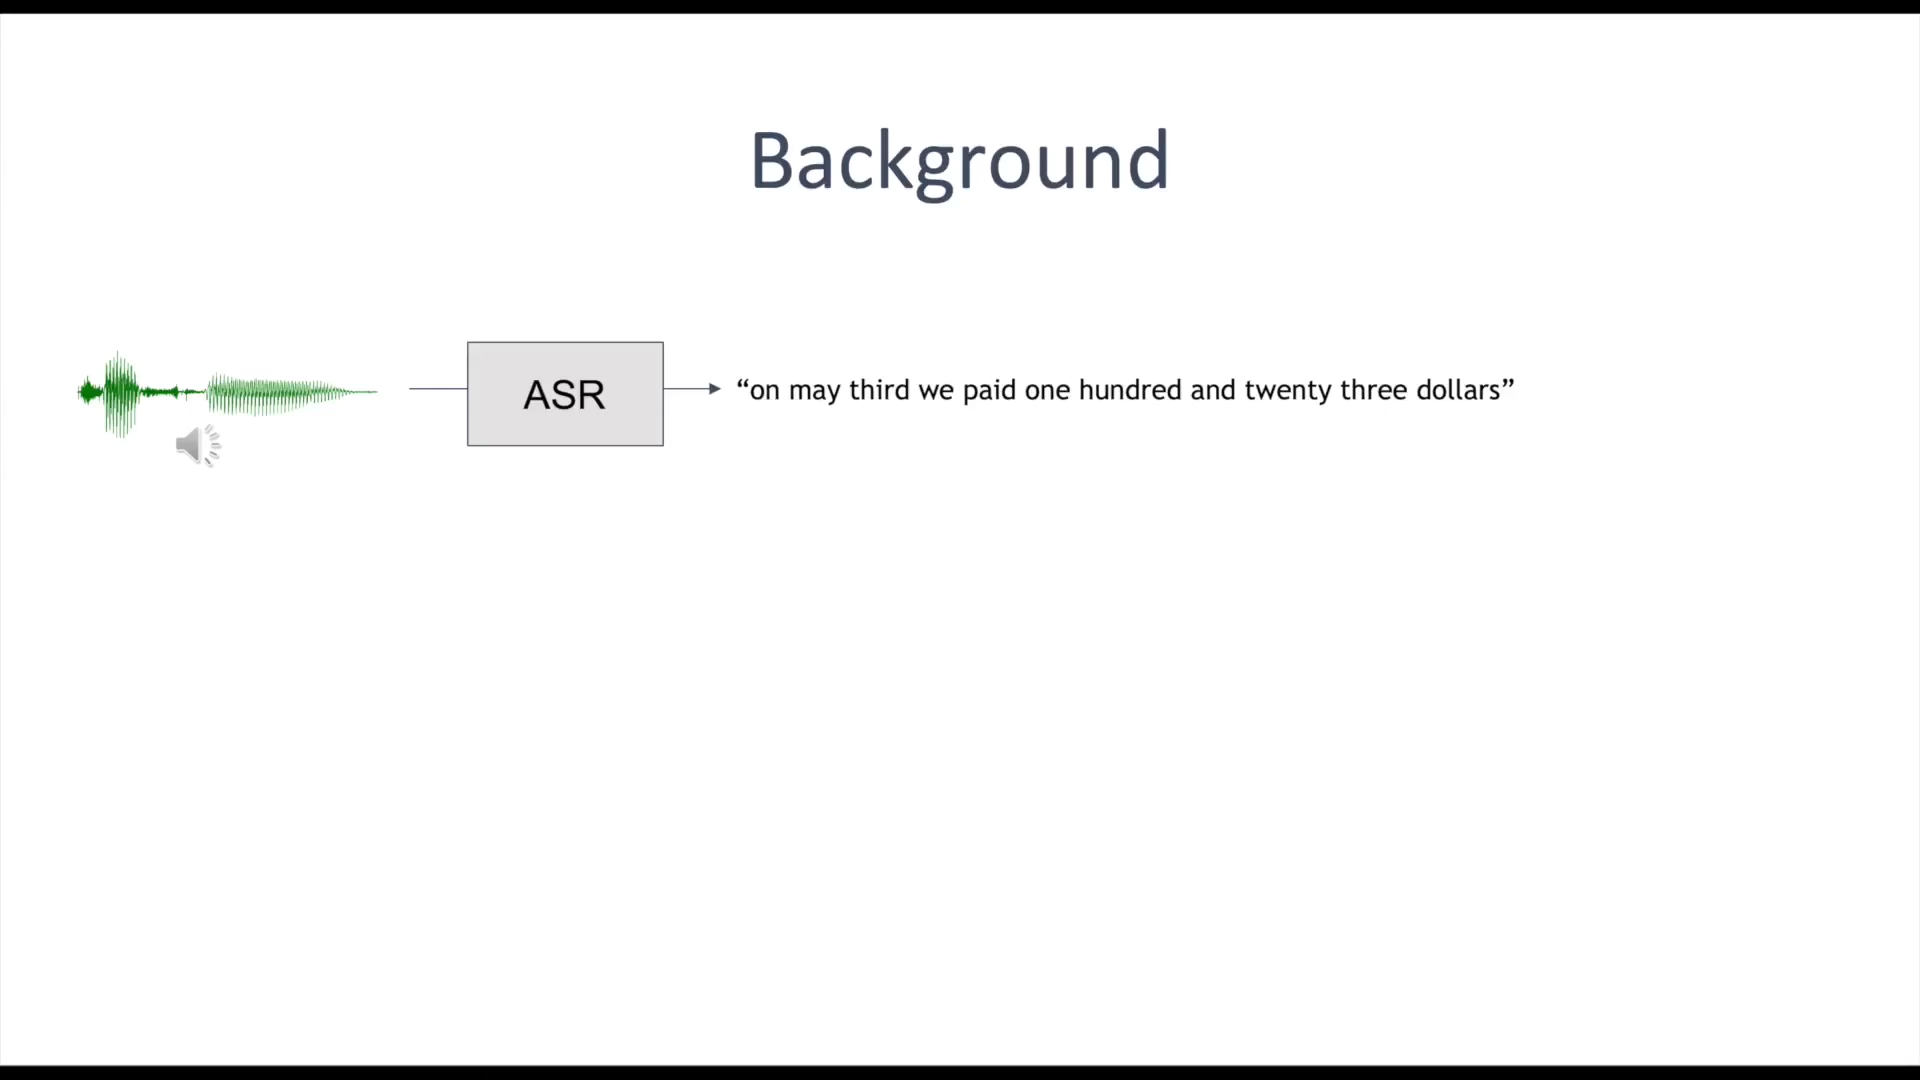 Background
ASR
“on may third we paid one hundred and twenty three dollars”